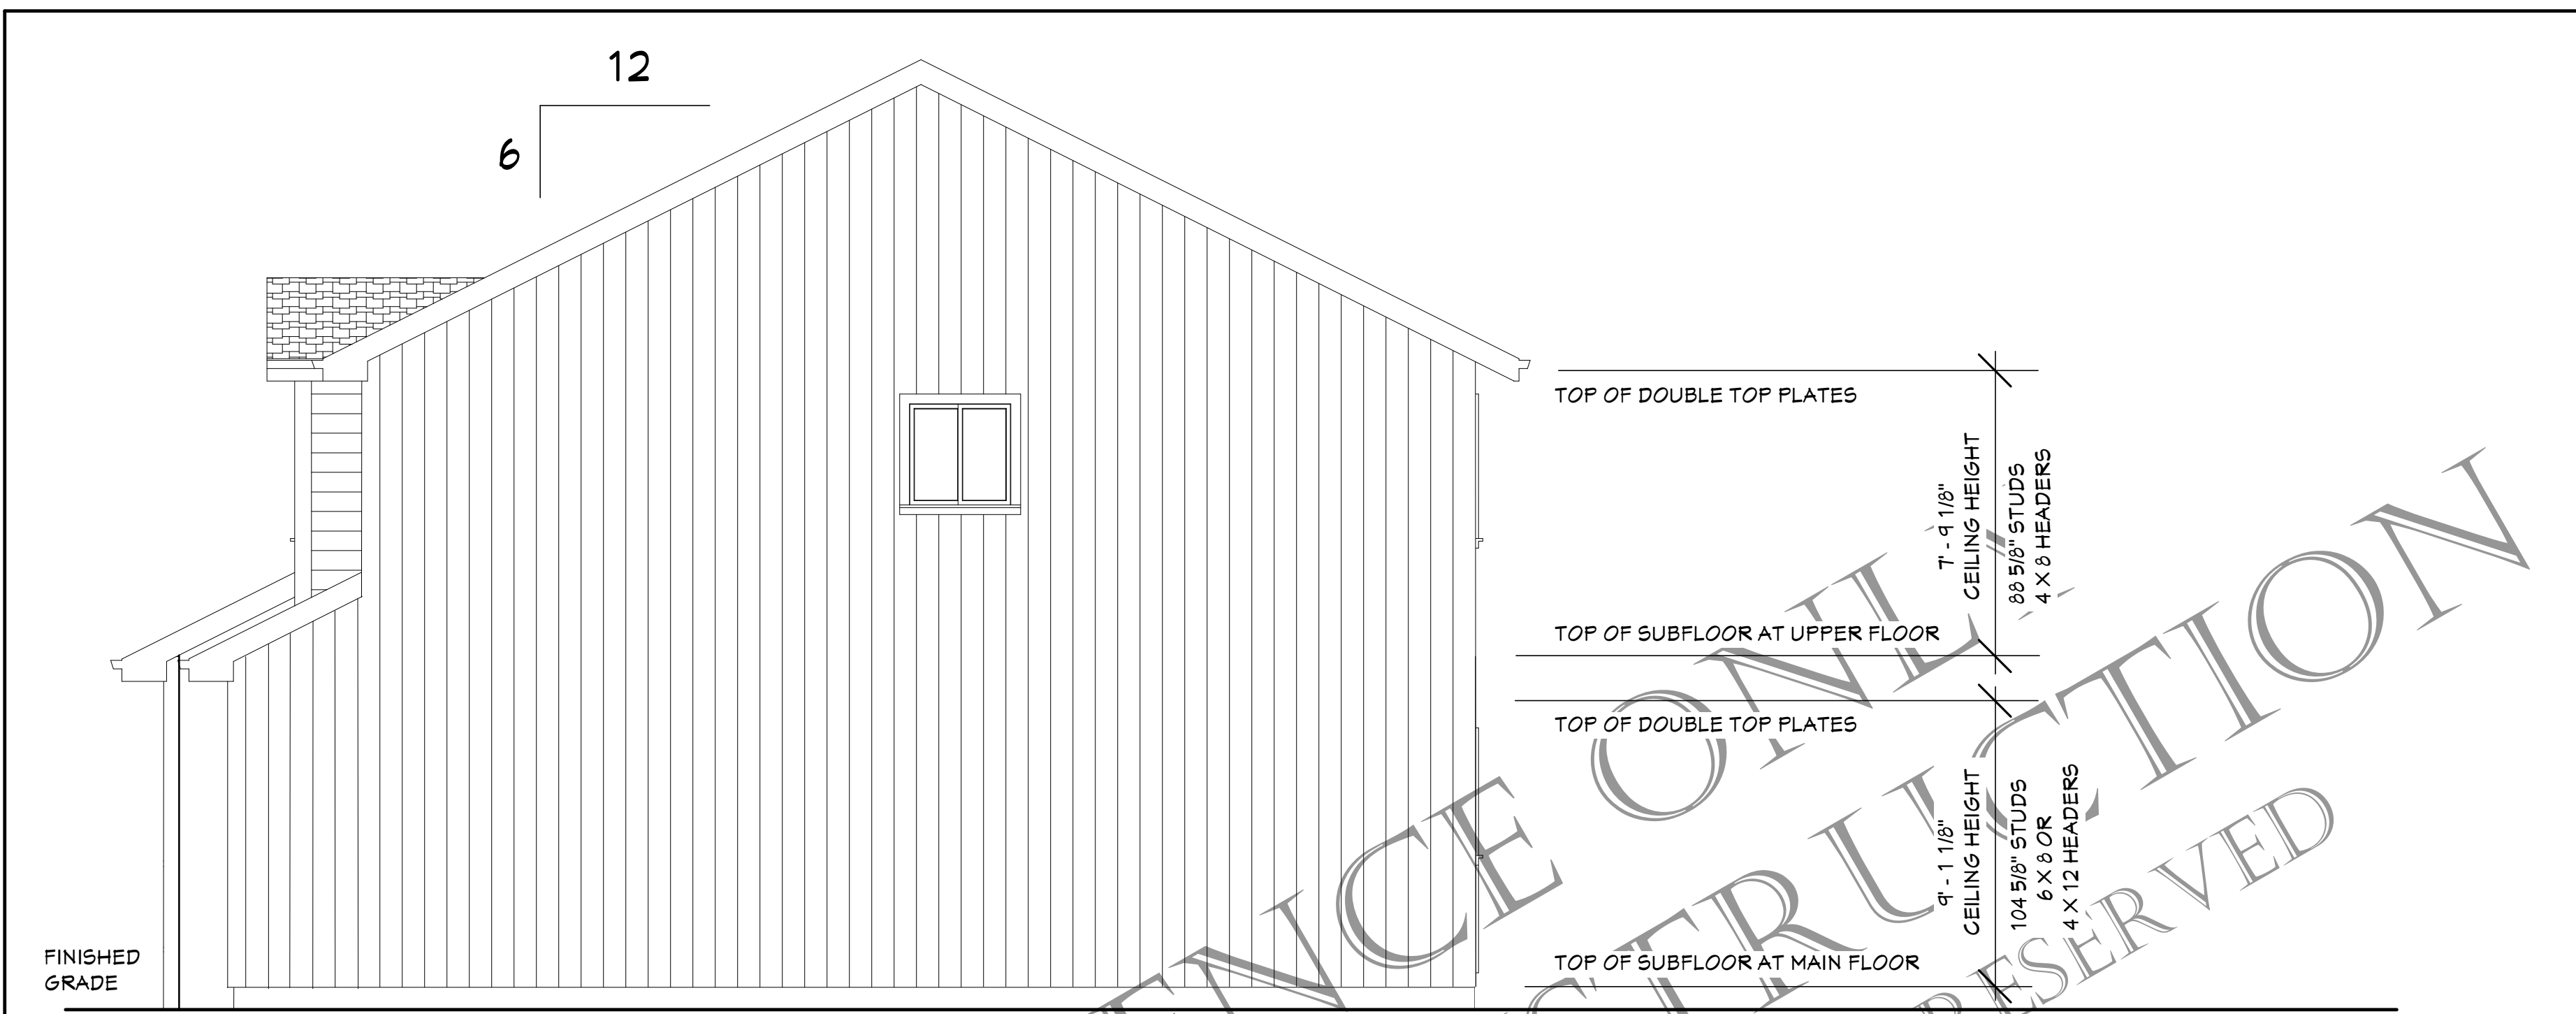 12
6
TOP OF DOUBLE TOP PLATES
7' - 9 1/8"
CEILING HEIGHT
88 5/8" STUDS
4 X 8 HEADERS
TOP OF SUBFLOOR AT UPPER FLOOR
TOP OF DOUBLE TOP PLATES
9' - 1 1/8"
CEILING HEIGHT
104 5/8" STUDS
6 X 8 OR
4 X 12 HEADERS
TOP OF SUBFLOOR AT MAIN FLOOR
FINISHED
GRADE
ONLY
RESERVED